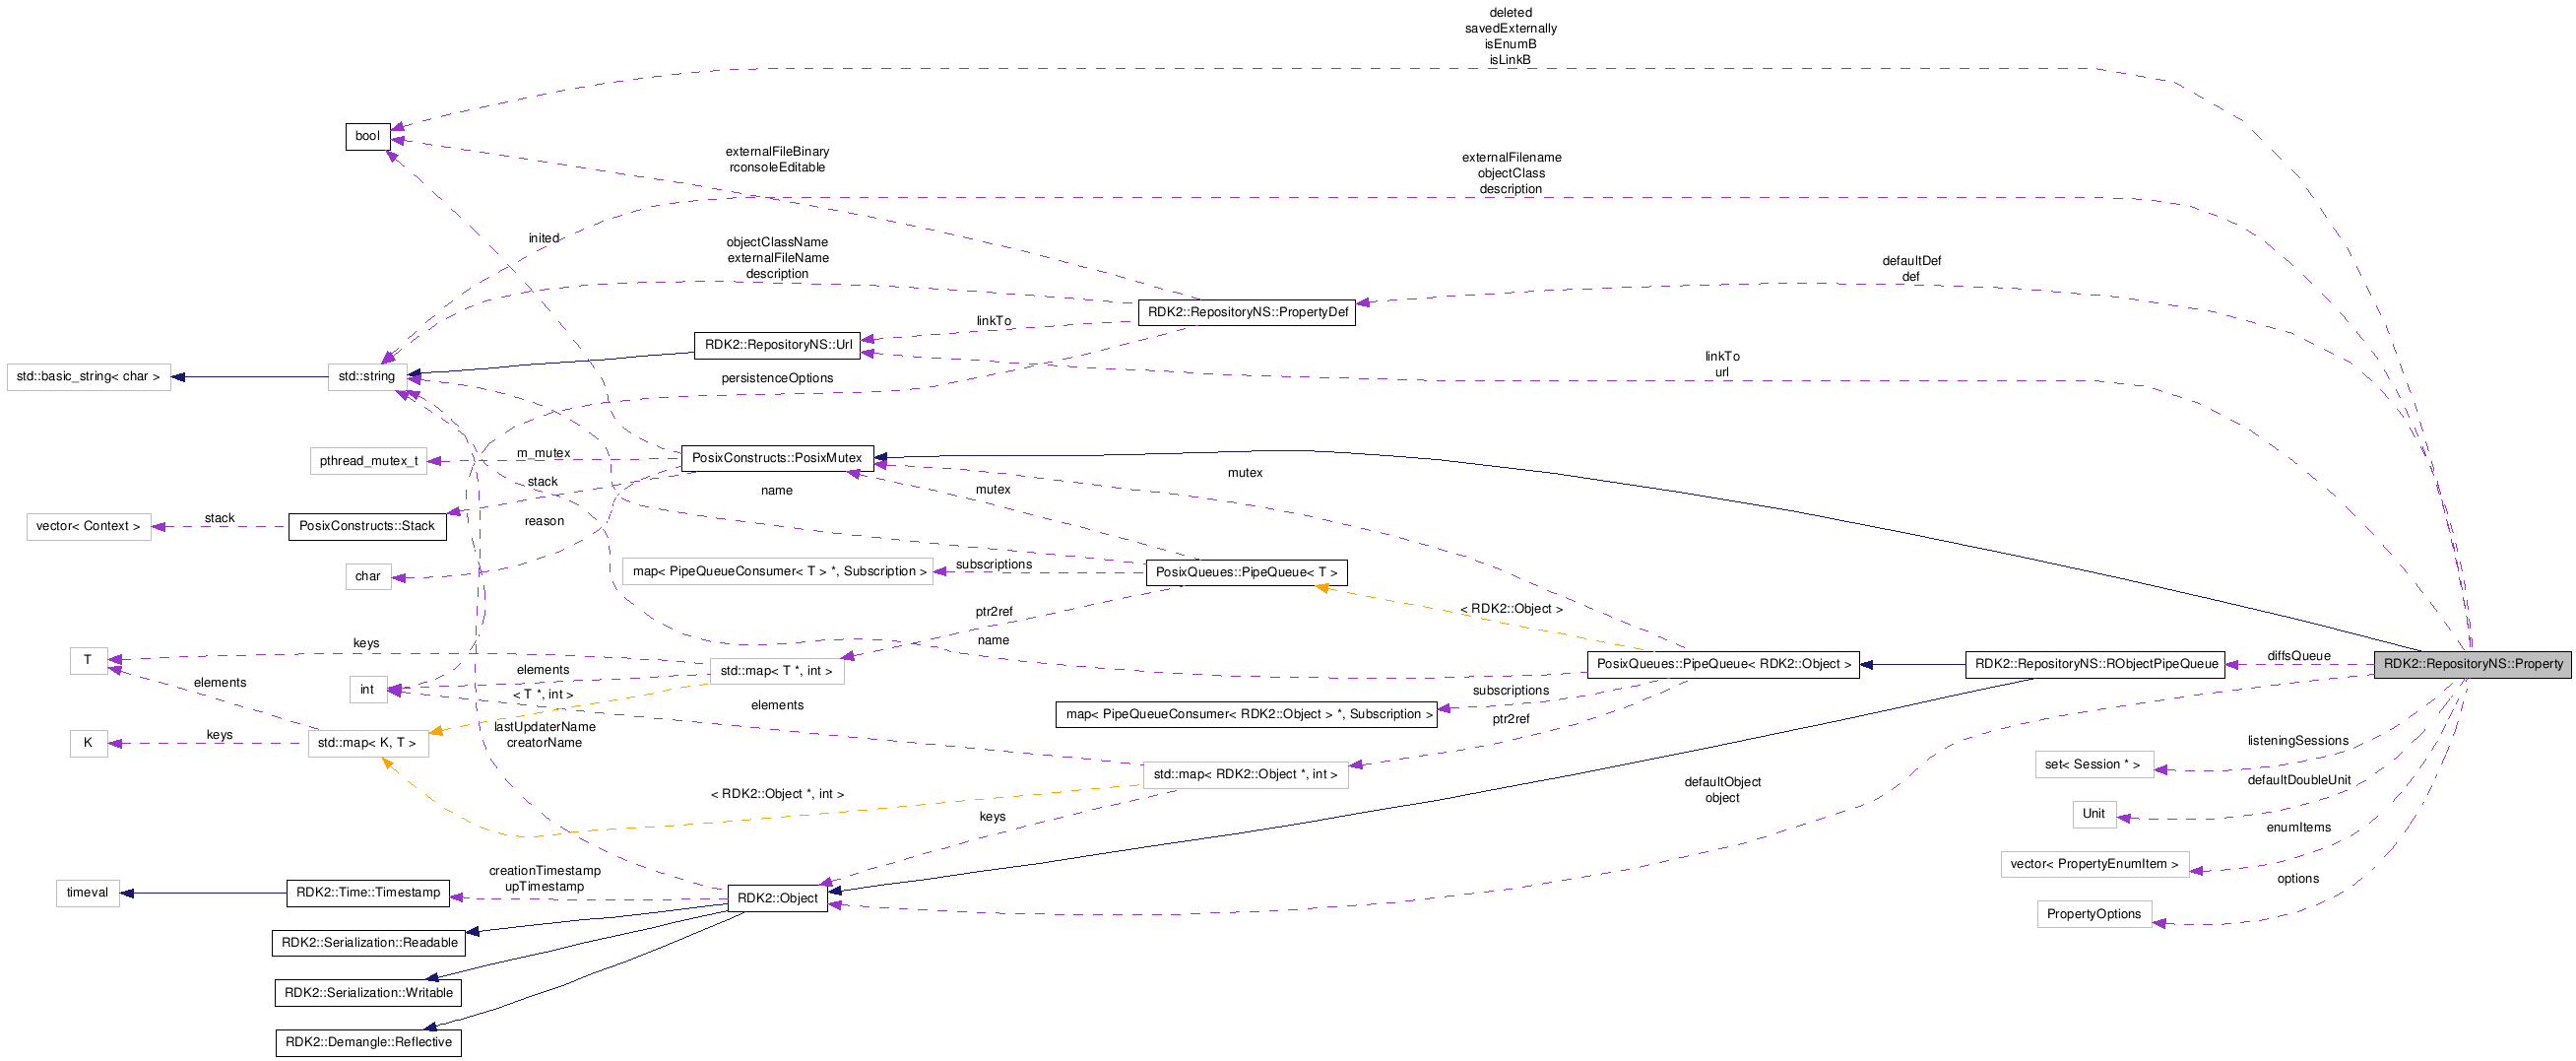 deleted
savedExternally
isEnumB
isLinkB
bool
externalFileBinary
rconsoleEditable
externalFilename
objectClass
description
inited
objectClassName
externalFileName
description
defaultDef
def
RDK2::RepositoryNS::PropertyDef
linkTo
RDK2::RepositoryNS::Url
linkTo
url
std::basic_string< char >
std::string
persistenceOptions
pthread_mutex_t
m_mutex
PosixConstructs::PosixMutex
mutex
stack
name
mutex
vector< Context >
stack
PosixConstructs::Stack
reason
char
map< PipeQueueConsumer< T > *, Subscription >
subscriptions
PosixQueues::PipeQueue< T >
ptr2ref
< RDK2::Object >
name
keys
T
std::map< T *, int >
elements
PosixQueues::PipeQueue< RDK2::Object >
RDK2::RepositoryNS::RObjectPipeQueue
diffsQueue
RDK2::RepositoryNS::Property
elements
int
< T *, int >
elements
subscriptions
map< PipeQueueConsumer< RDK2::Object > *, Subscription >
ptr2ref
lastUpdaterName
creatorName
K
keys
std::map< K, T >
listeningSessions
set< Session * >
std::map< RDK2::Object *, int >
defaultObject
object
defaultDoubleUnit
< RDK2::Object *, int >
keys
Unit
enumItems
vector< PropertyEnumItem >
creationTimestamp
upTimestamp
options
timeval
RDK2::Time::Timestamp
RDK2::Object
PropertyOptions
RDK2::Serialization::Readable
RDK2::Serialization::Writable
RDK2::Demangle::Reflective